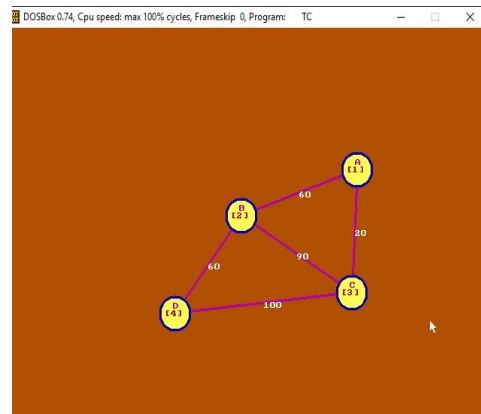 DOSBox 0.74, Cpu speed: max 100% cycles, Frameskip 0, Program: TC
A
[1]
60
B
[2]
20
90
60
C
[3]
100
D
[4]